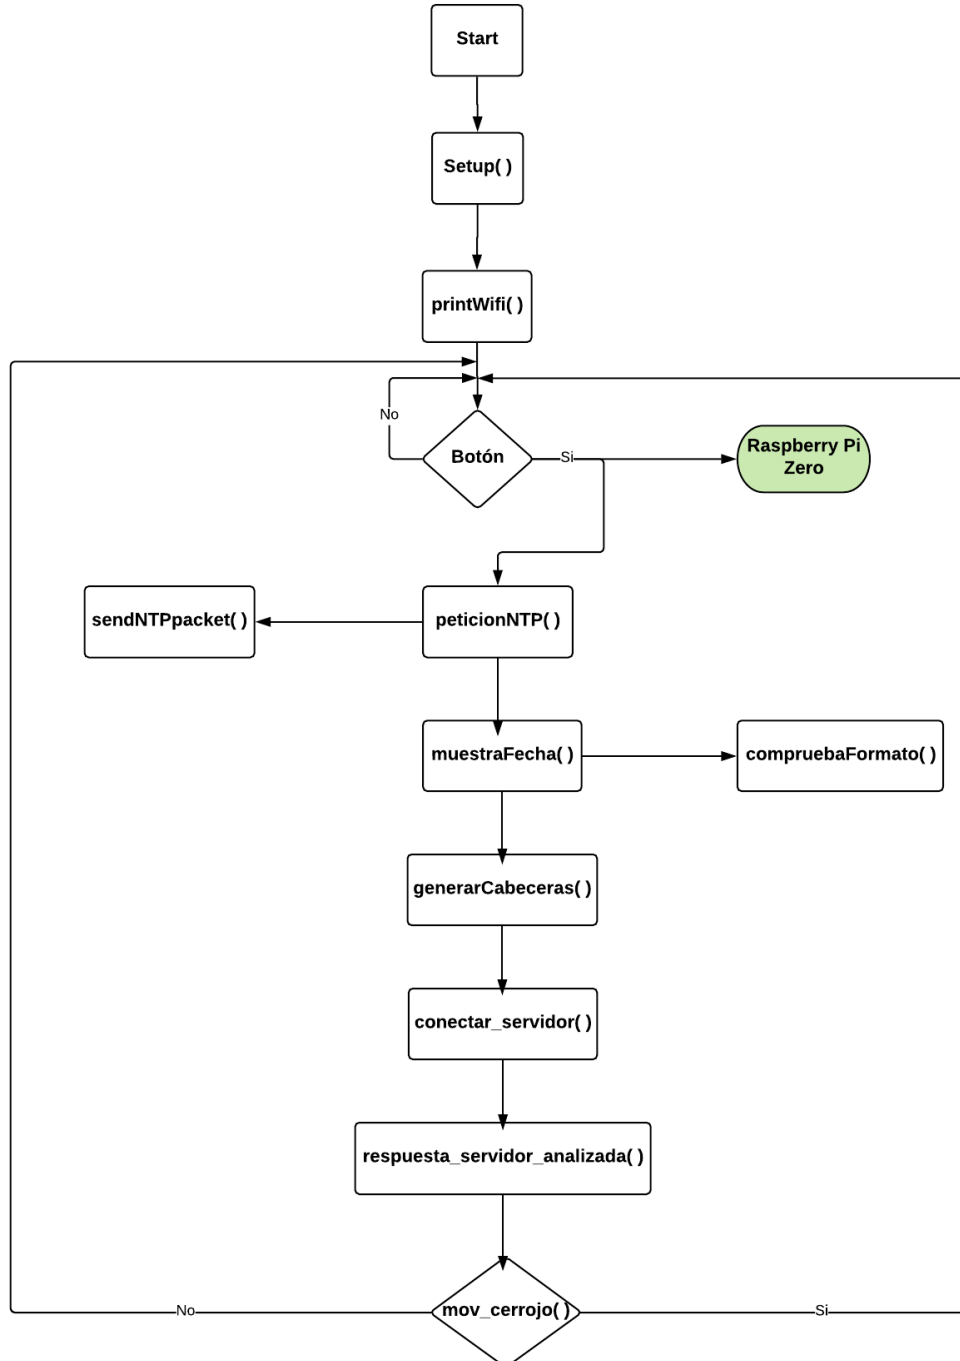 Start
Setup( )
printWifi( )
No
Botón
Si
Raspberry Pi
Zero
sendNTPpacket( )
peticionNTP( )
muestraFecha( )
compruebaFormato( )
generarCabeceras( )
conectar_servidor( )
respuesta_servidor_analizada( )
No
mov_cerrojo( )
Si